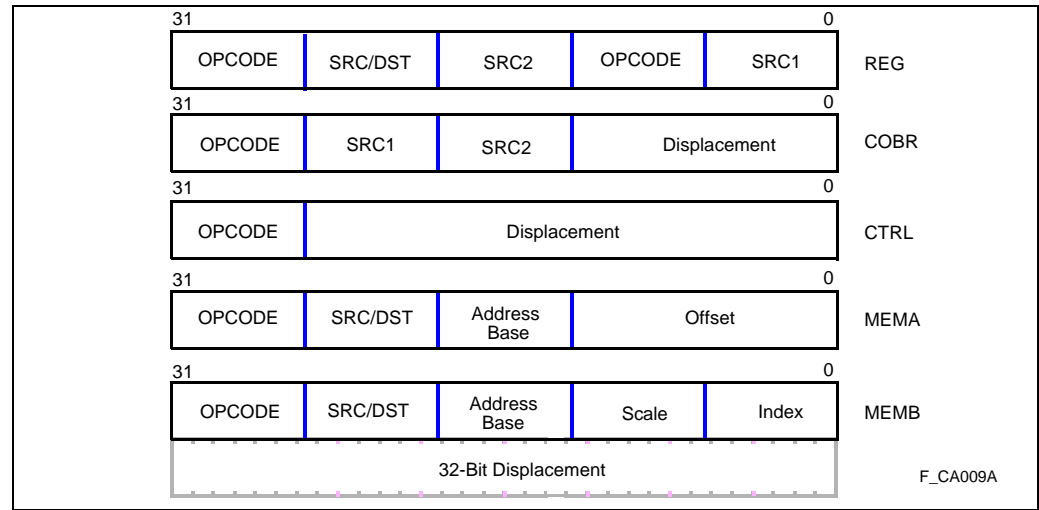 31 0
OPCODE SRC/DST SRC2 OPCODE SRC1 REG
31 0
OPCODE SRC1 SRC2 Displacement COBR
31 0
OPCODE Displacement CTRL
31 0
OPCODE SRC/DST Address Base Offset MEMA
31 0
OPCODE SRC/DST Address Base Scale Index MEMB
32-Bit Displacement
F_CA009A